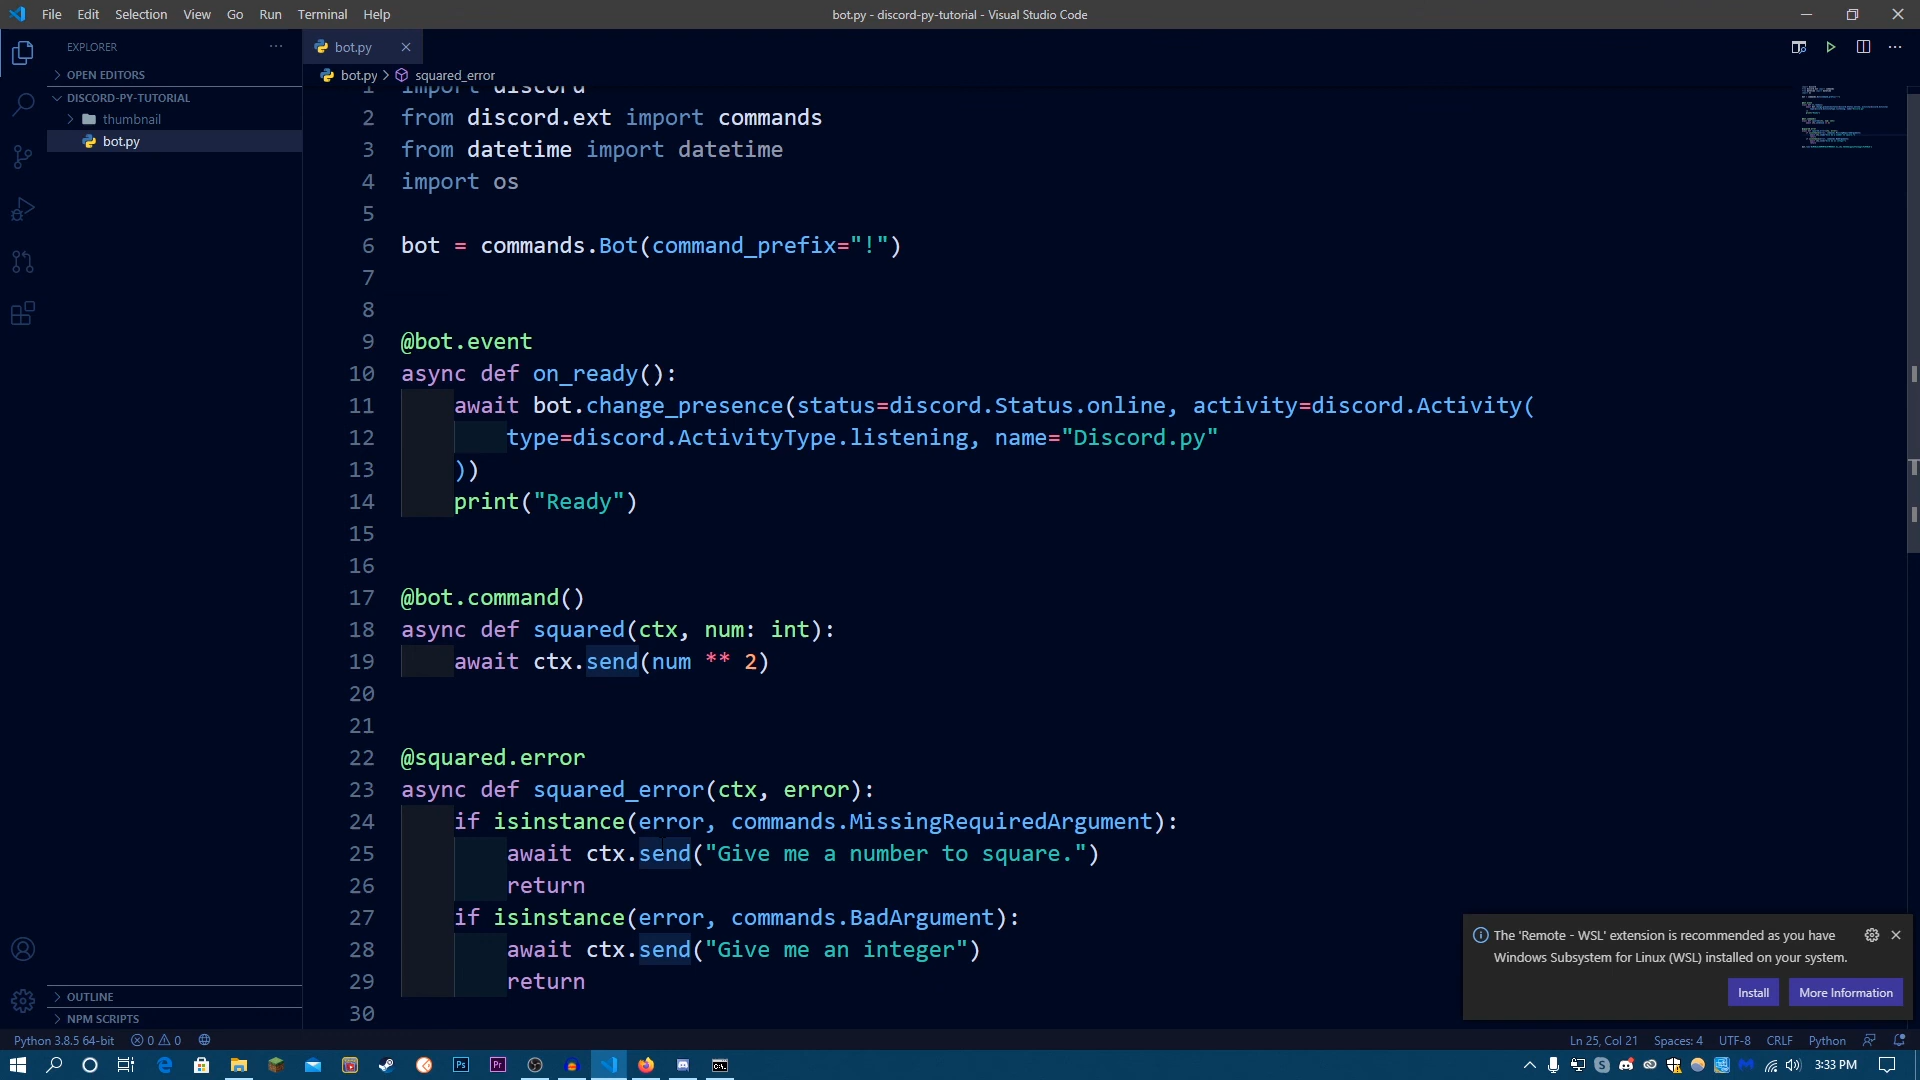 File Edit Selection View Go Run Terminal Help
bot.py - discord-py-tutorial - Visual Studio Code
EXPLORER
OPEN EDITORS
DISCORD-PY-TUTORIAL
thumbnail
bot.py
OUTLINE
NPM SCRIPTS
bot.py
bot.py > squared_error
1 import discord
2 from discord.ext import commands
3 from datetime import datetime
4 import os
5
6 bot = commands.Bot(command_prefix="!")
7
8
9 @bot.event
10 async def on_ready():
11 await bot.change_presence(status=discord.Status.online, activity=discord.Activity(
12 type=discord.ActivityType.listening, name="Discord.py"
13 ))
14 print("Ready")
15
16
17 @bot.command()
18 async def squared(ctx, num: int):
19 await ctx.send(num ** 2)
20
21
22 @squared.error
23 async def squared_error(ctx, error):
24 if isinstance(error, commands.MissingRequiredArgument):
25 await ctx.send("Give me a number to square.")
26 return
27 if isinstance(error, commands.BadArgument):
28 await ctx.send("Give me an integer")
29 return
30
The 'Remote - WSL' extension is recommended as you have
Windows Subsystem for Linux (WSL) installed on your system.
Install More Information
Python 3.8.5 64-bit 0 0
Ln 25, Col 21 Spaces: 4 UTF-8 CRLF Python
Ps Pr
3:33 PM